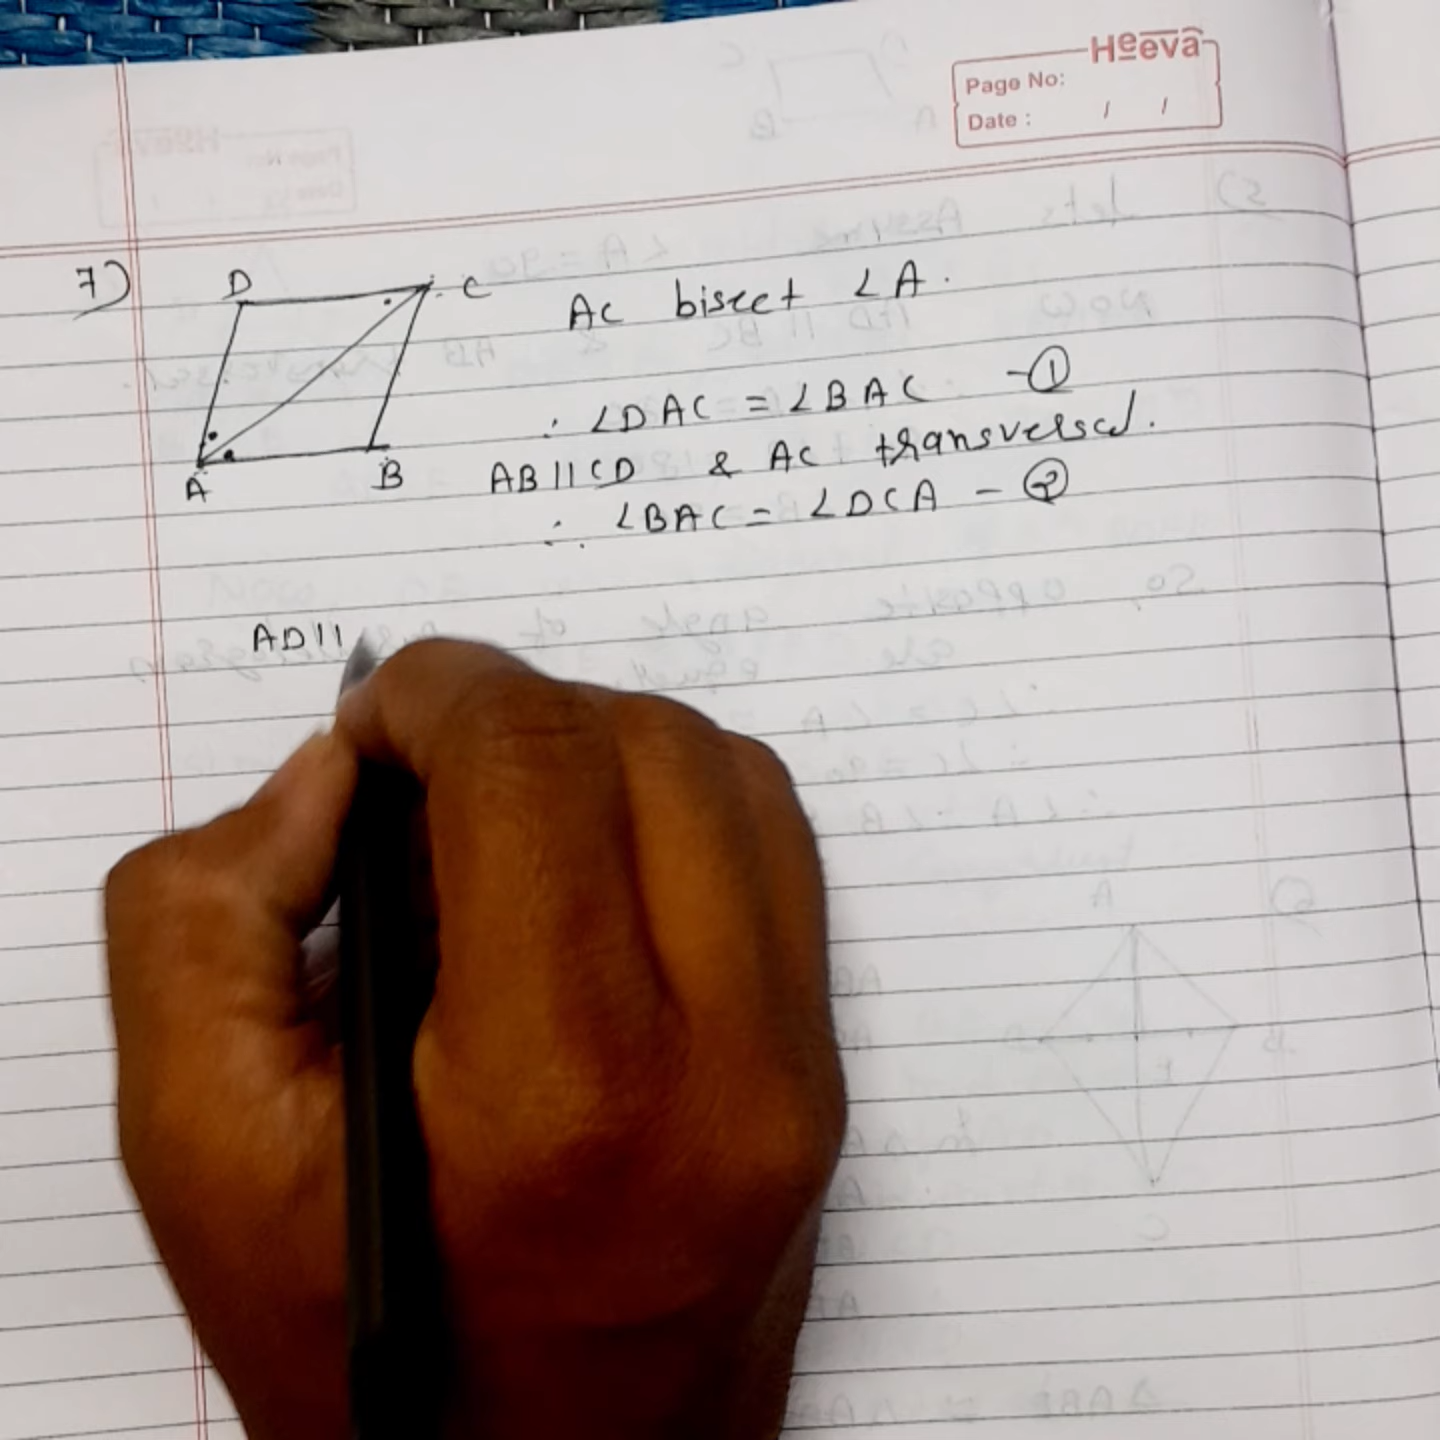 Heeva
Page No:
Date : / /
7)
D C
A B
AC bisect ∠A.
∴ ∠DAC = ∠BAC -①
AB||CD & AC transversal.
∴ ∠BAC = ∠DCA - ②
AD||